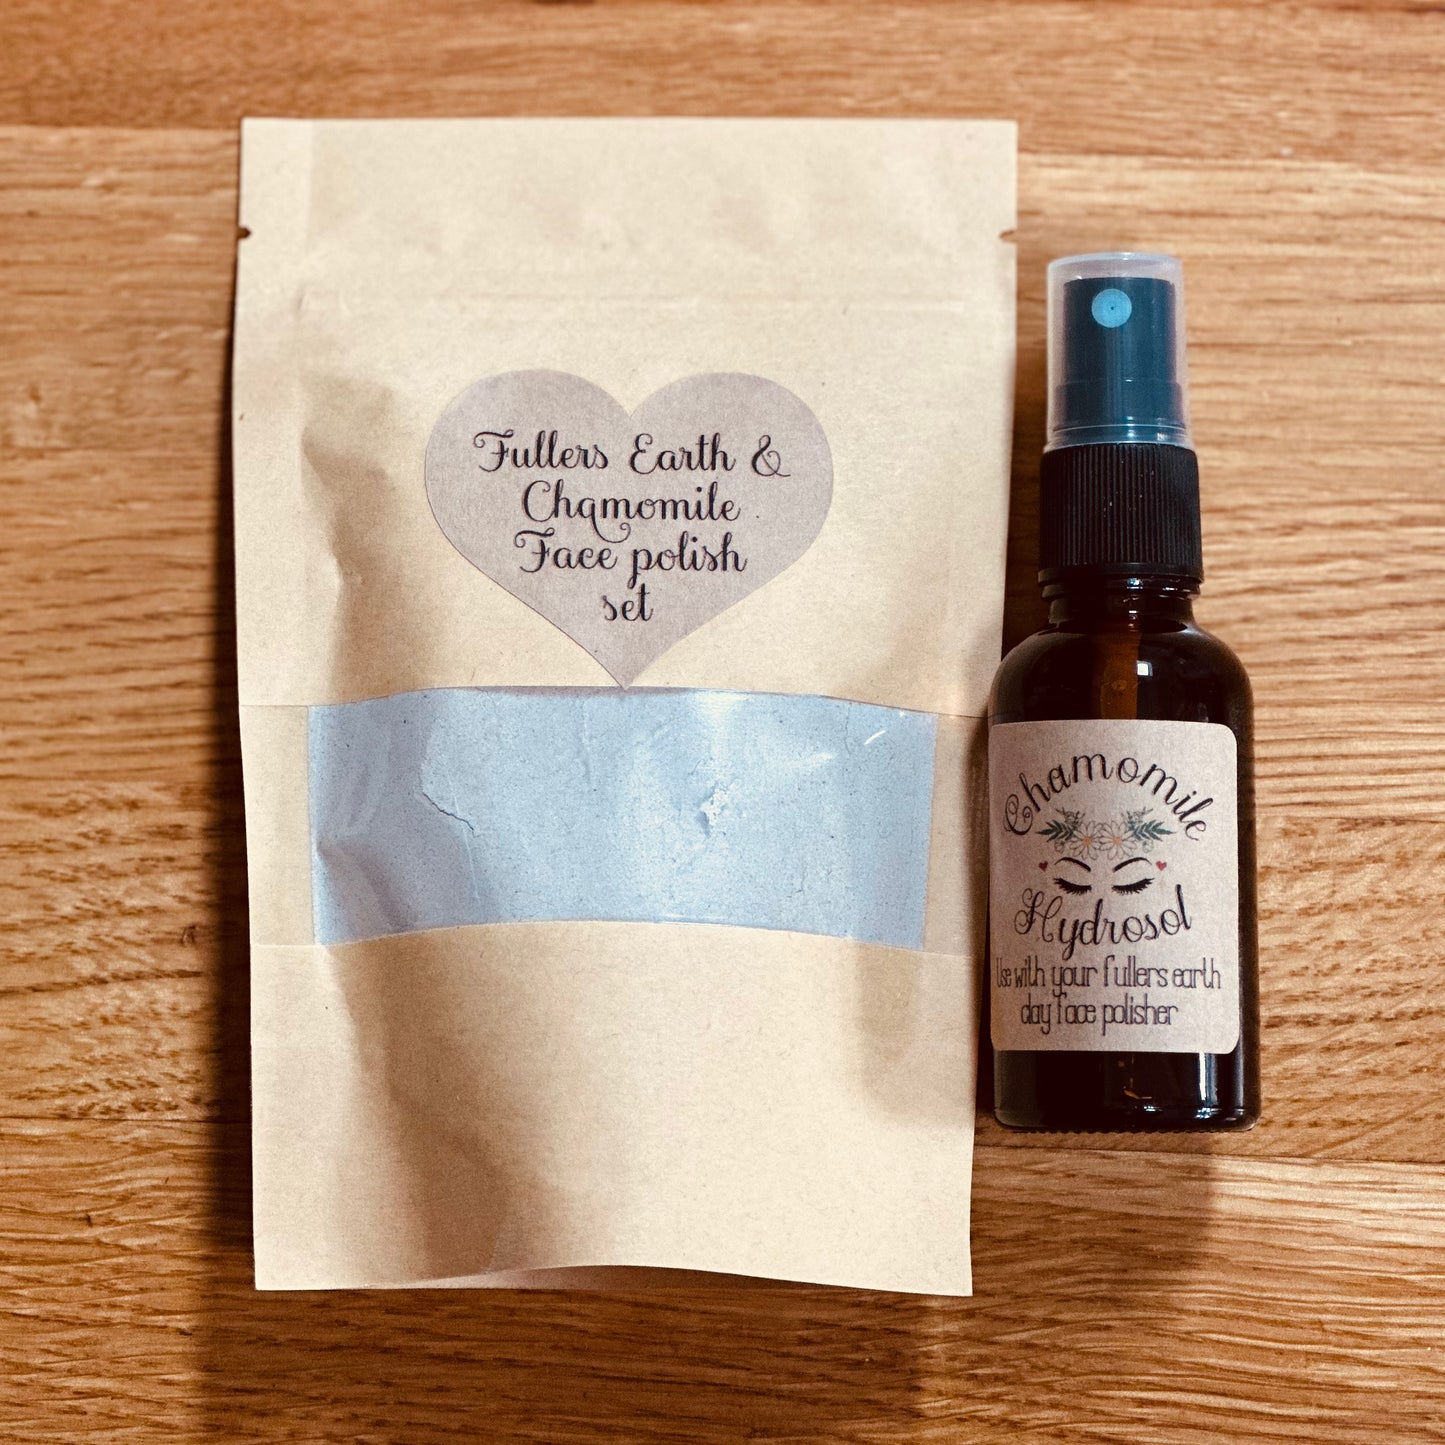 Fullers Earth &
Chamomile
Face polish
set
Chamomile
Hydrosol
Use with your fullers earth
clay face polisher